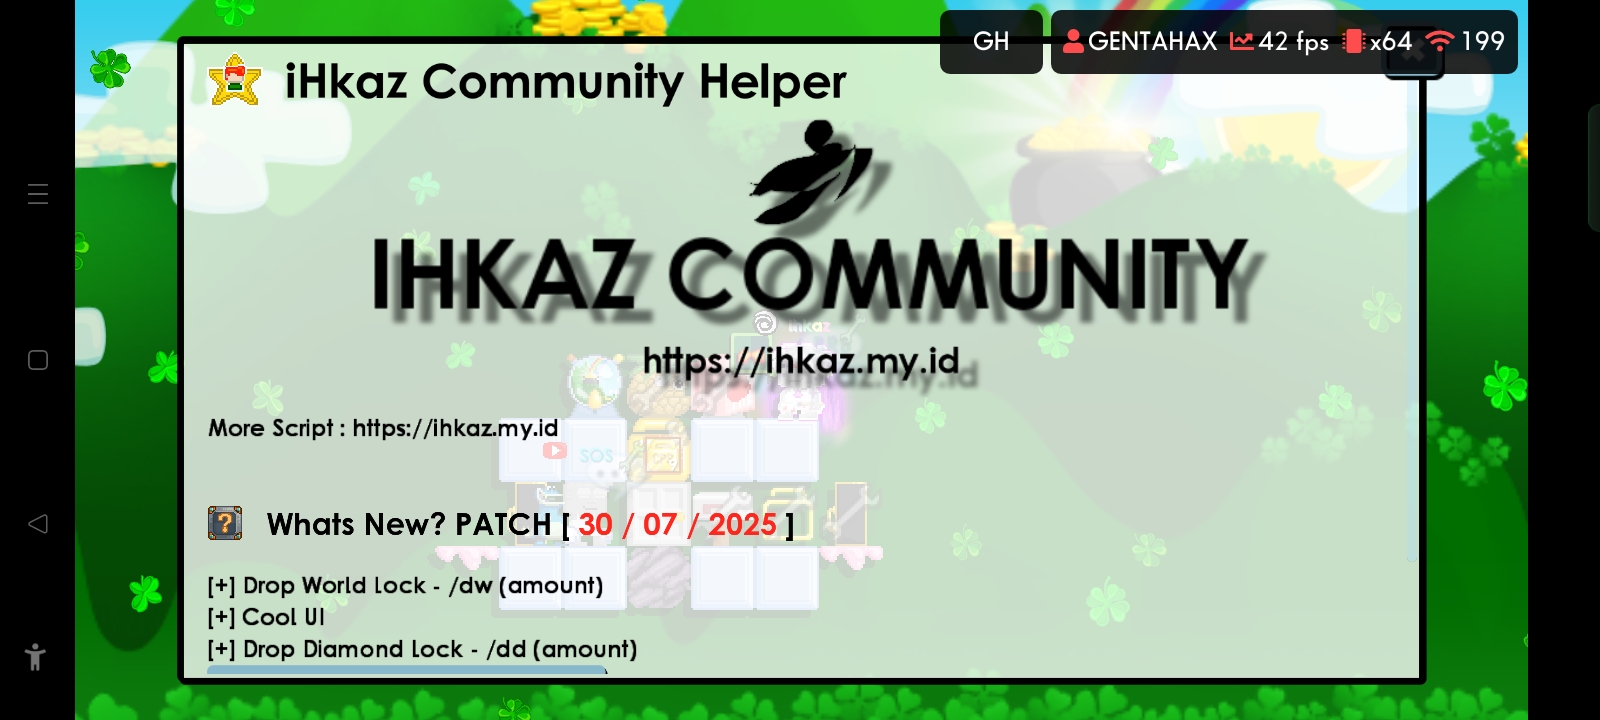 GH
GENTAHAX 42 fps x64 199
iHkaz Community Helper
IHKAZ COMMUNITY
https://ihkaz.my.id
ihkaz
More Script : https://ihkaz.my.id
SOS
Whats New? PATCH [ 30 / 07 / 2025 ]
[+] Drop World Lock - /dw (amount)
[+] Cool UI
[+] Drop Diamond Lock - /dd (amount)